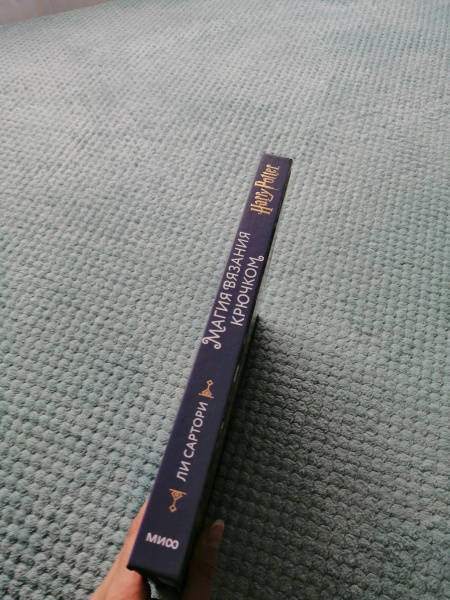 Harry Potter
МАГИЯ ВЯЗАНИЯ
КРЮЧКОМ
ЛИ САРТОРИ
МИФ